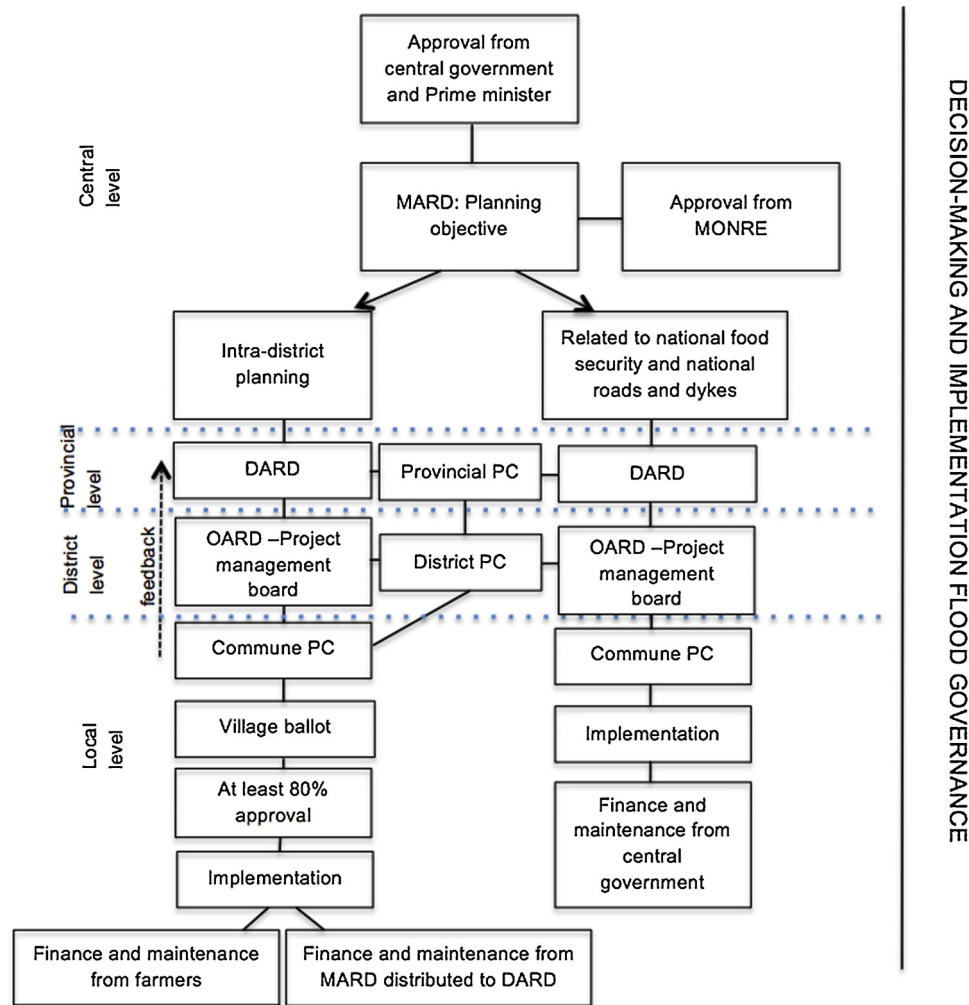 Approval from
central government
and Prime minister
Central
level
MARD: Planning
objective
Approval from
MONRE
Intra-district
planning
Related to national food
security and national
roads and dykes
Provincial
level
DARD
Provincial PC
DARD
District
level
feedback
OARD –Project
management
board
District PC
OARD –Project
management
board
Commune PC
Commune PC
Local
level
Village ballot
Implementation
At least 80%
approval
Finance and
maintenance from
central
government
Implementation
Finance and maintenance
from farmers
Finance and maintenance from
MARD distributed to DARD
DECISION-MAKING AND IMPLEMENTATION FLOOD GOVERNANCE